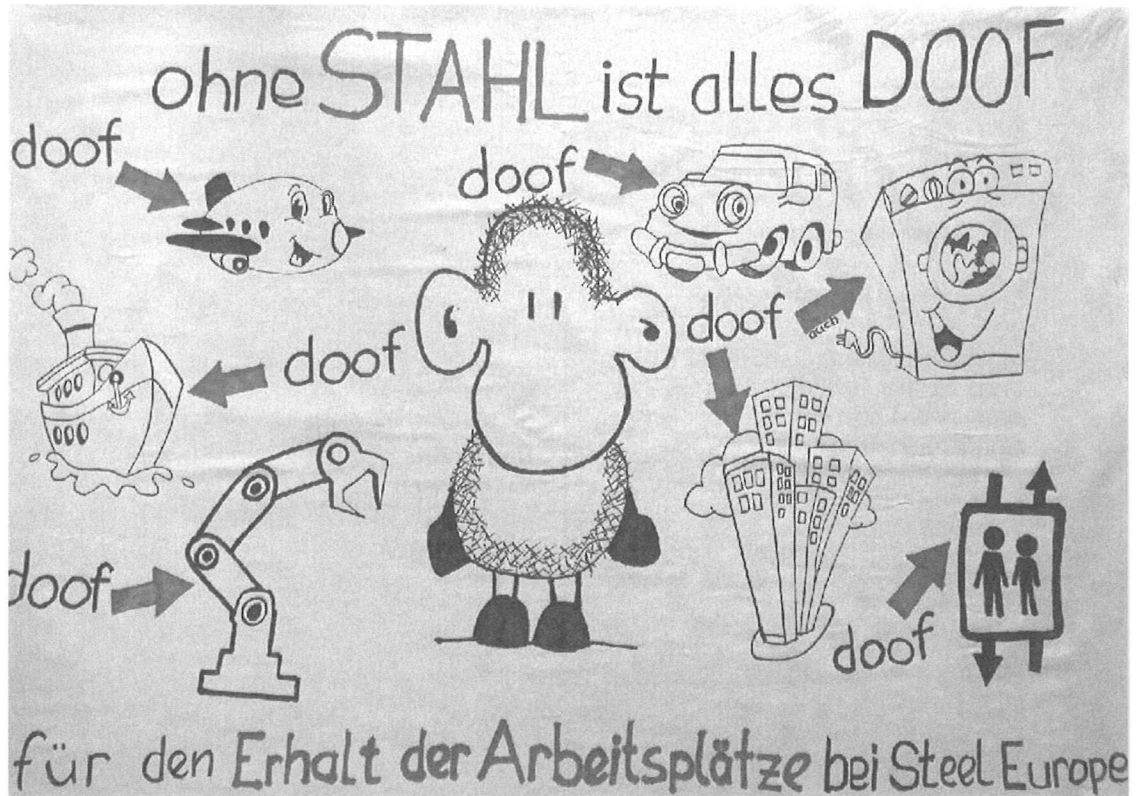 ohne STAHL ist alles DOOF
doof
doof
doof
doof
auch
doof
doof
für den Erhalt der Arbeitsplätze bei Steel Europe